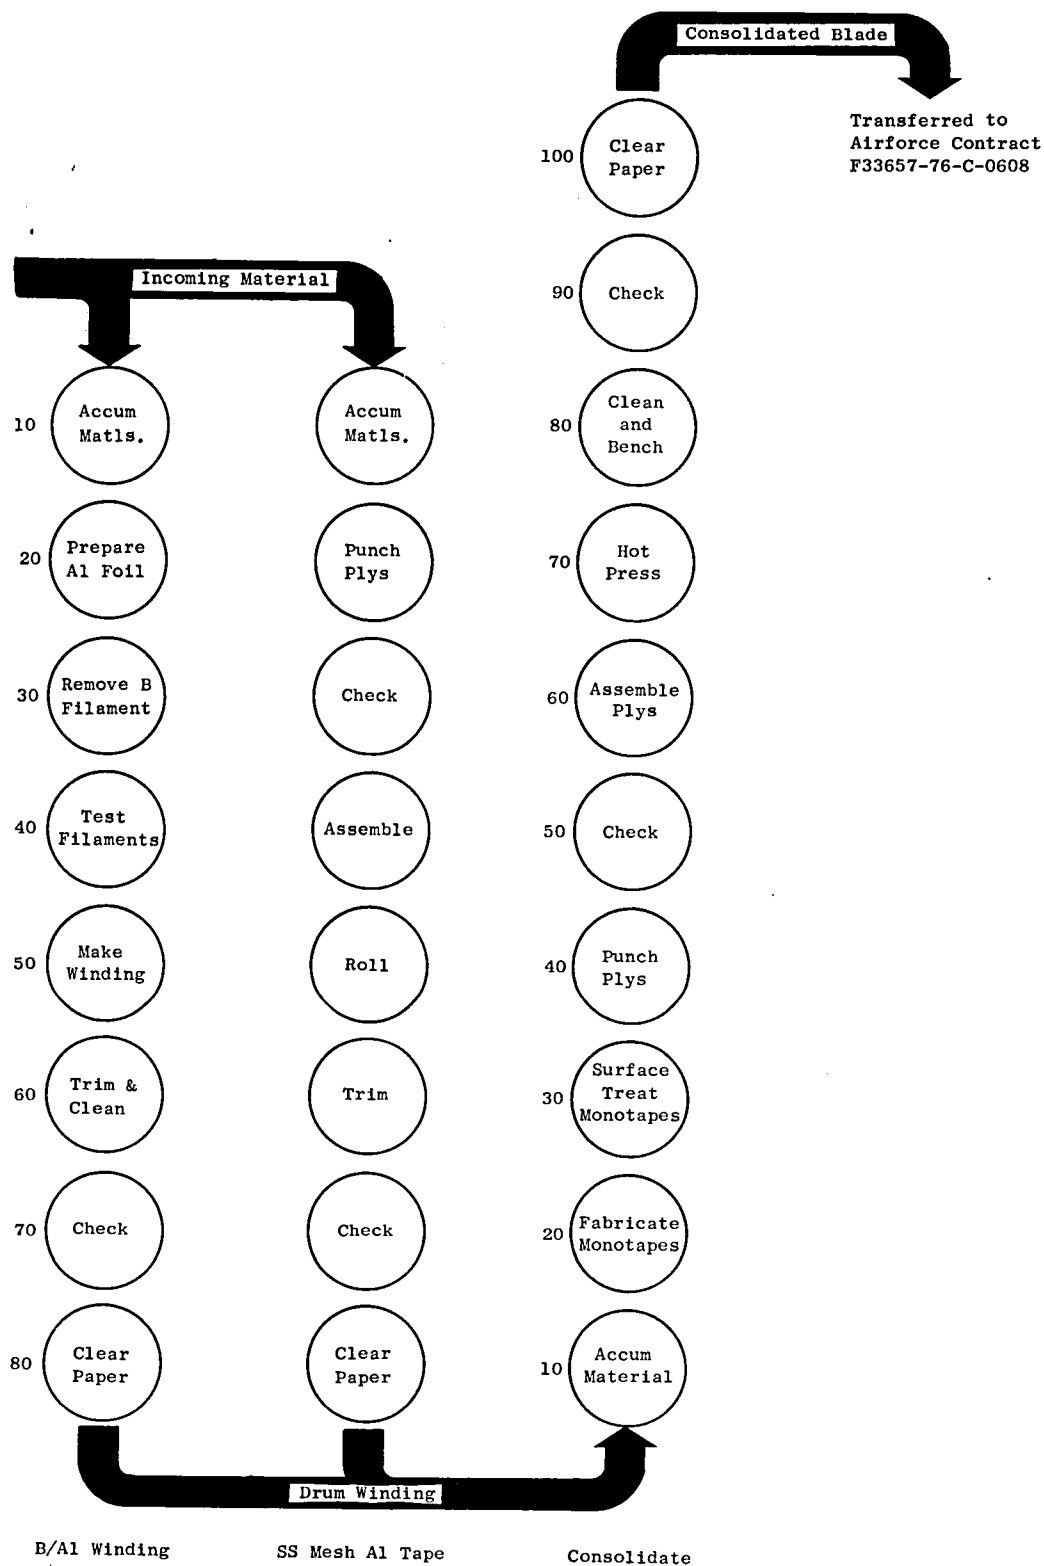 Consolidated Blade
Transferred to
Airforce Contract
F33657-76-C-0608
Incoming Material
10
Accum
Matls.
20
Prepare
Al Foil
30
Remove B
Filament
40
Test
Filaments
50
Make
Winding
60
Trim &
Clean
70
Check
80
Clear
Paper
Accum
Matls.
Punch
Plys
Check
Assemble
Roll
Trim
Check
Clear
Paper
100
Clear
Paper
90
Check
80
Clean
and
Bench
70
Hot
Press
60
Assemble
Plys
50
Check
40
Punch
Plys
30
Surface
Treat
Monotapes
20
Fabricate
Monotapes
10
Accum
Material
Drum Winding
B/Al Winding
SS Mesh Al Tape
Consolidate